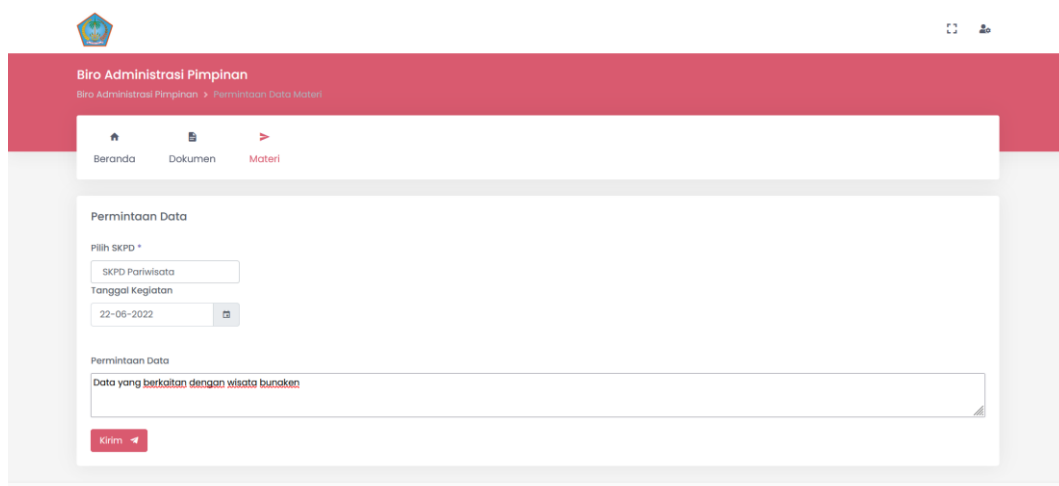 Biro Administrasi Pimpinan
Biro Administrasi Pimpinan > Permintaan Data Materi
Beranda Dokumen Materi
Permintaan Data
Pilih SKPD *
SKPD Pariwisata
Tanggal Kegiatan
22-06-2022
Permintaan Data
Data yang berkaitan dengan wisata bunaken
Kirim